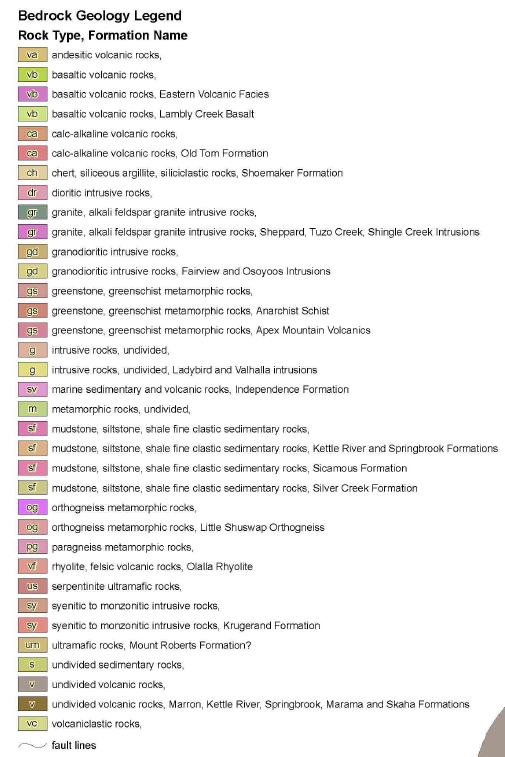 Bedrock Geology Legend
Rock Type, Formation Name
va andesitic volcanic rocks,
vb basaltic volcanic rocks,
vb basaltic volcanic rocks, Eastern Volcanic Facies
vb basaltic volcanic rocks, Lambly Creek Basalt
ca calc-alkaline volcanic rocks,
ca calc-alkaline volcanic rocks, Old Tom Formation
ch chert, siliceous argillite, siliciclastic rocks, Shoemaker Formation
dr dioritic intrusive rocks,
gr granite, alkali feldspar granite intrusive rocks,
gr granite, alkali feldspar granite intrusive rocks, Sheppard, Tuzo Creek, Shingle Creek Intrusions
gd granodioritic intrusive rocks,
gd granodioritic intrusive rocks, Fairview and Osoyoos Intrusions
gs greenstone, greenschist metamorphic rocks,
gs greenstone, greenschist metamorphic rocks, Anarchist Schist
gs greenstone, greenschist metamorphic rocks, Apex Mountain Volcanics
g intrusive rocks, undivided,
g intrusive rocks, undivided, Ladybird and Valhalla intrusions
sv marine sedimentary and volcanic rocks, Independence Formation
m metamorphic rocks, undivided,
sf mudstone, siltstone, shale fine clastic sedimentary rocks,
sf mudstone, siltstone, shale fine clastic sedimentary rocks, Kettle River and Springbrook Formations
sf mudstone, siltstone, shale fine clastic sedimentary rocks, Sicamous Formation
sf mudstone, siltstone, shale fine clastic sedimentary rocks, Silver Creek Formation
og orthogneiss metamorphic rocks,
og orthogneiss metamorphic rocks, Little Shuswap Orthogneiss
pg paragneiss metamorphic rocks,
vf rhyolite, felsic volcanic rocks, Olalla Rhyolite
us serpentinite ultramafic rocks,
sy syenitic to monzonitic intrusive rocks,
sy syenitic to monzonitic intrusive rocks, Krugerand Formation
um ultramafic rocks, Mount Roberts Formation?
s undivided sedimentary rocks,
v undivided volcanic rocks,
v undivided volcanic rocks, Marron, Kettle River, Springbrook, Marama and Skaha Formations
vc volcaniclastic rocks,
fault lines